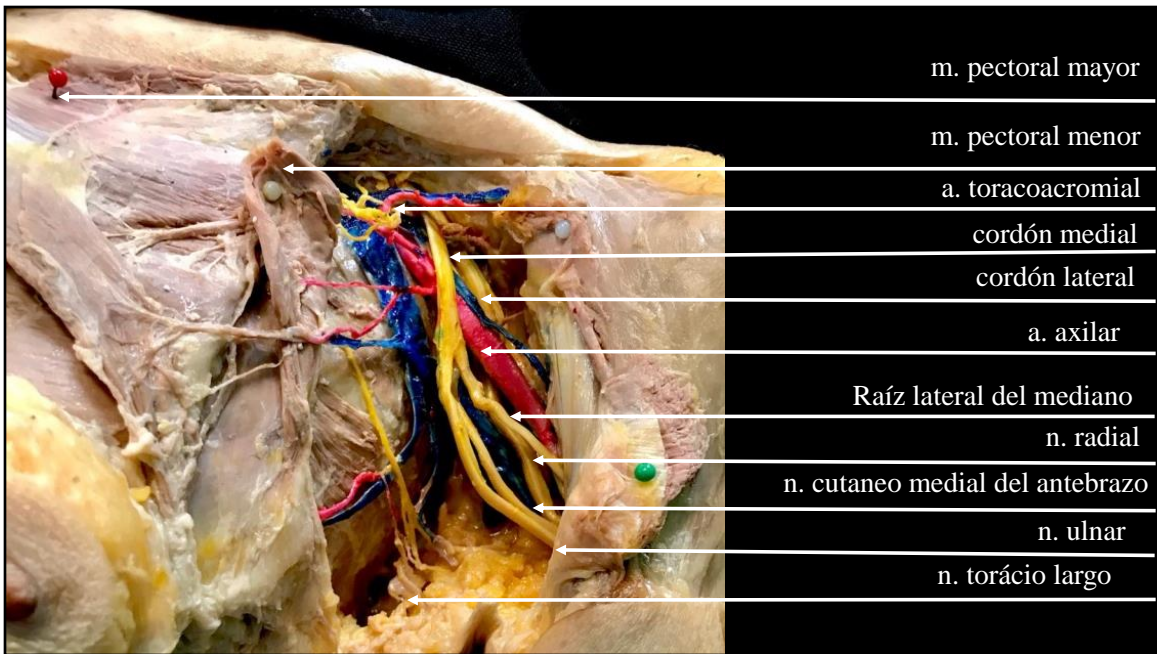 m. pectoral mayor
m. pectoral menor
a. toracoacromial
cordón medial
cordón lateral
a. axilar
Raíz lateral del mediano
n. radial
n. cutaneo medial del antebrazo
n. ulnar
n. torácio largo